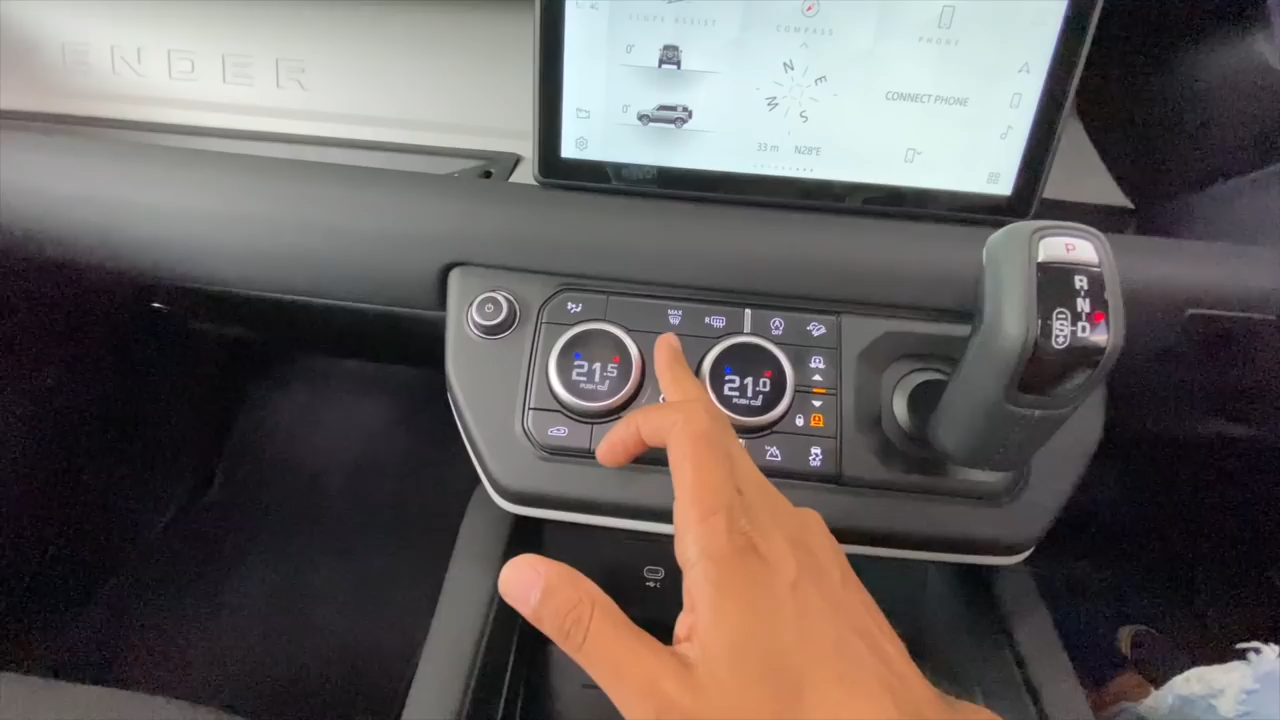 ENDER
4G
SLOPE ASSIST
COMPASS
PHONE
0°
0°
N
E
S
W
CONNECT PHONE
33 m
N28°E
MAX
R
OFF
21.5
PUSH
21.0
PUSH
OFF
P
R
N
D
S
+